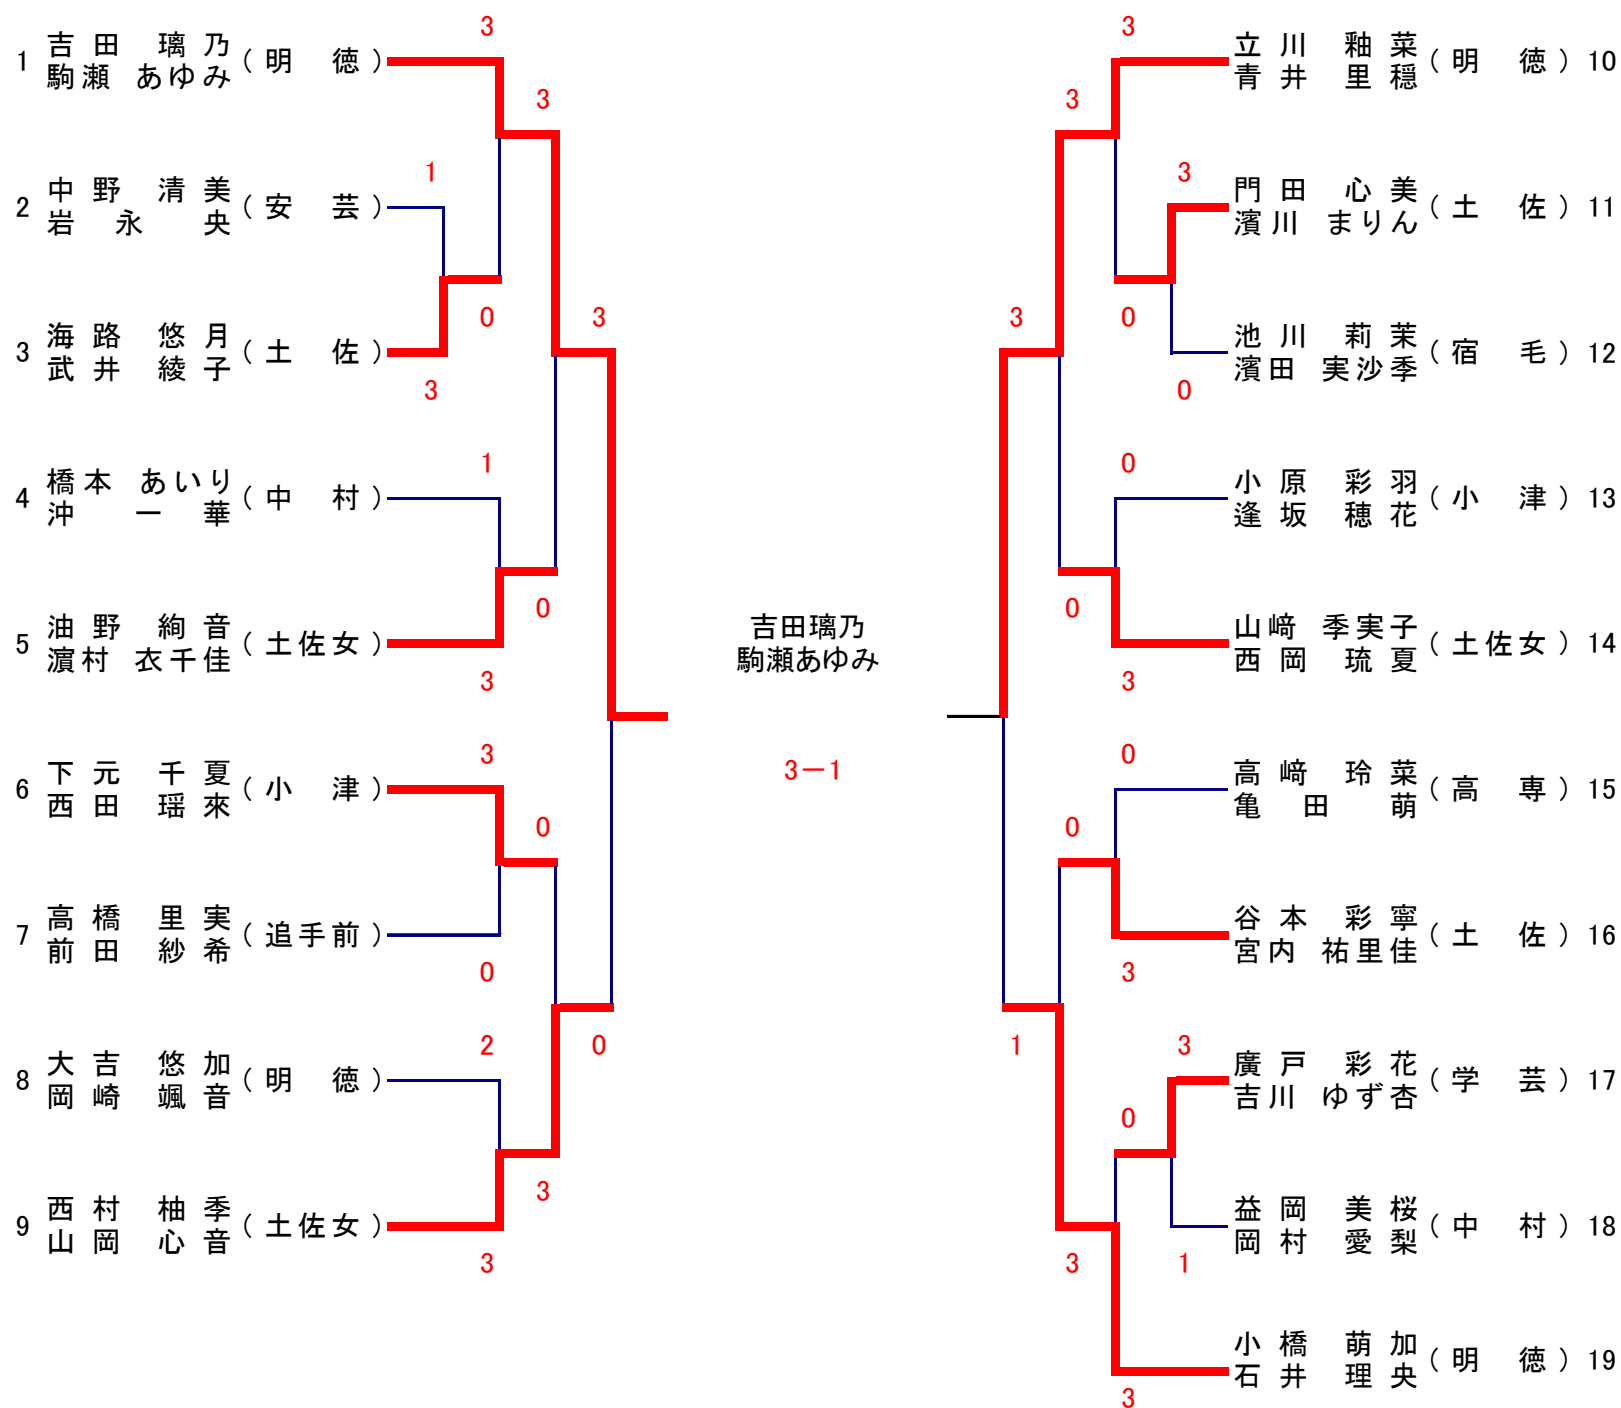 3
1 吉田 璃乃 (明 徳)
駒瀬 あゆみ
3
1
2 中野 清美 (安 芸)
岩永 央
0
3 海路 悠月 (土 佐)
武井 綾子
3
3
1
4 橋本 あいり (中 村)
沖 一華
0
5 油野 絢音 (土佐女)
濵村 衣千佳
3
3
6 下元 千夏 (小 津)
西田 瑶來
0
7 高橋 里実 (追手前)
前田 紗希
0
2
0
8 大吉 悠加 (明 徳)
岡崎 颯音
3
9 西村 柚季 (土佐女)
山岡 心音
3
吉田璃乃
駒瀬あゆみ
3－1
3
立川 釉菜 (明 徳) 10
青井 里穏
3
3
門田 心美 (土 佐) 11
濱川 まりん
3
0
池川 莉茉 (宿 毛) 12
濱田 実沙季
0
0
小原 彩羽 (小 津) 13
逢坂 穂花
0
山﨑 季実子 (土佐女) 14
西岡 琉夏
3
0
高﨑 玲菜 (高 専) 15
亀田 萌
0
谷本 彩寧 (土 佐) 16
宮内 祐里佳
3
1
3
廣戸 彩花 (学 芸) 17
吉川 ゆず杏
0
益岡 美桜 (中 村) 18
岡村 愛梨
3
1
小橋 萌加 (明 徳) 19
石井 理央
3